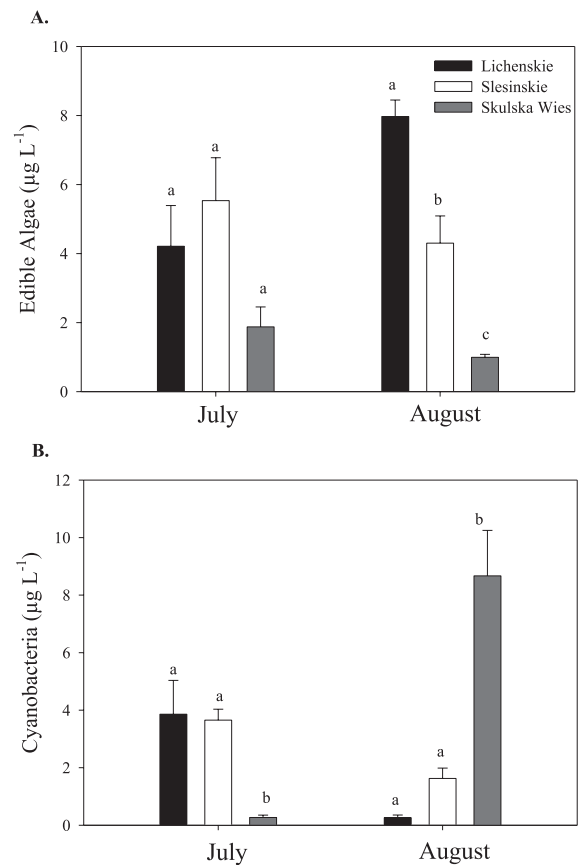 A.
Edible Algae (µg L⁻¹)
10
8
6
4
2
0
Lichenskie
Slesinskie
Skulska Wies
a
a
a
a
b
c
July
August
B.
Cyanobacteria (µg L⁻¹)
12
10
8
6
4
2
0
a
a
b
a
a
b
July
August